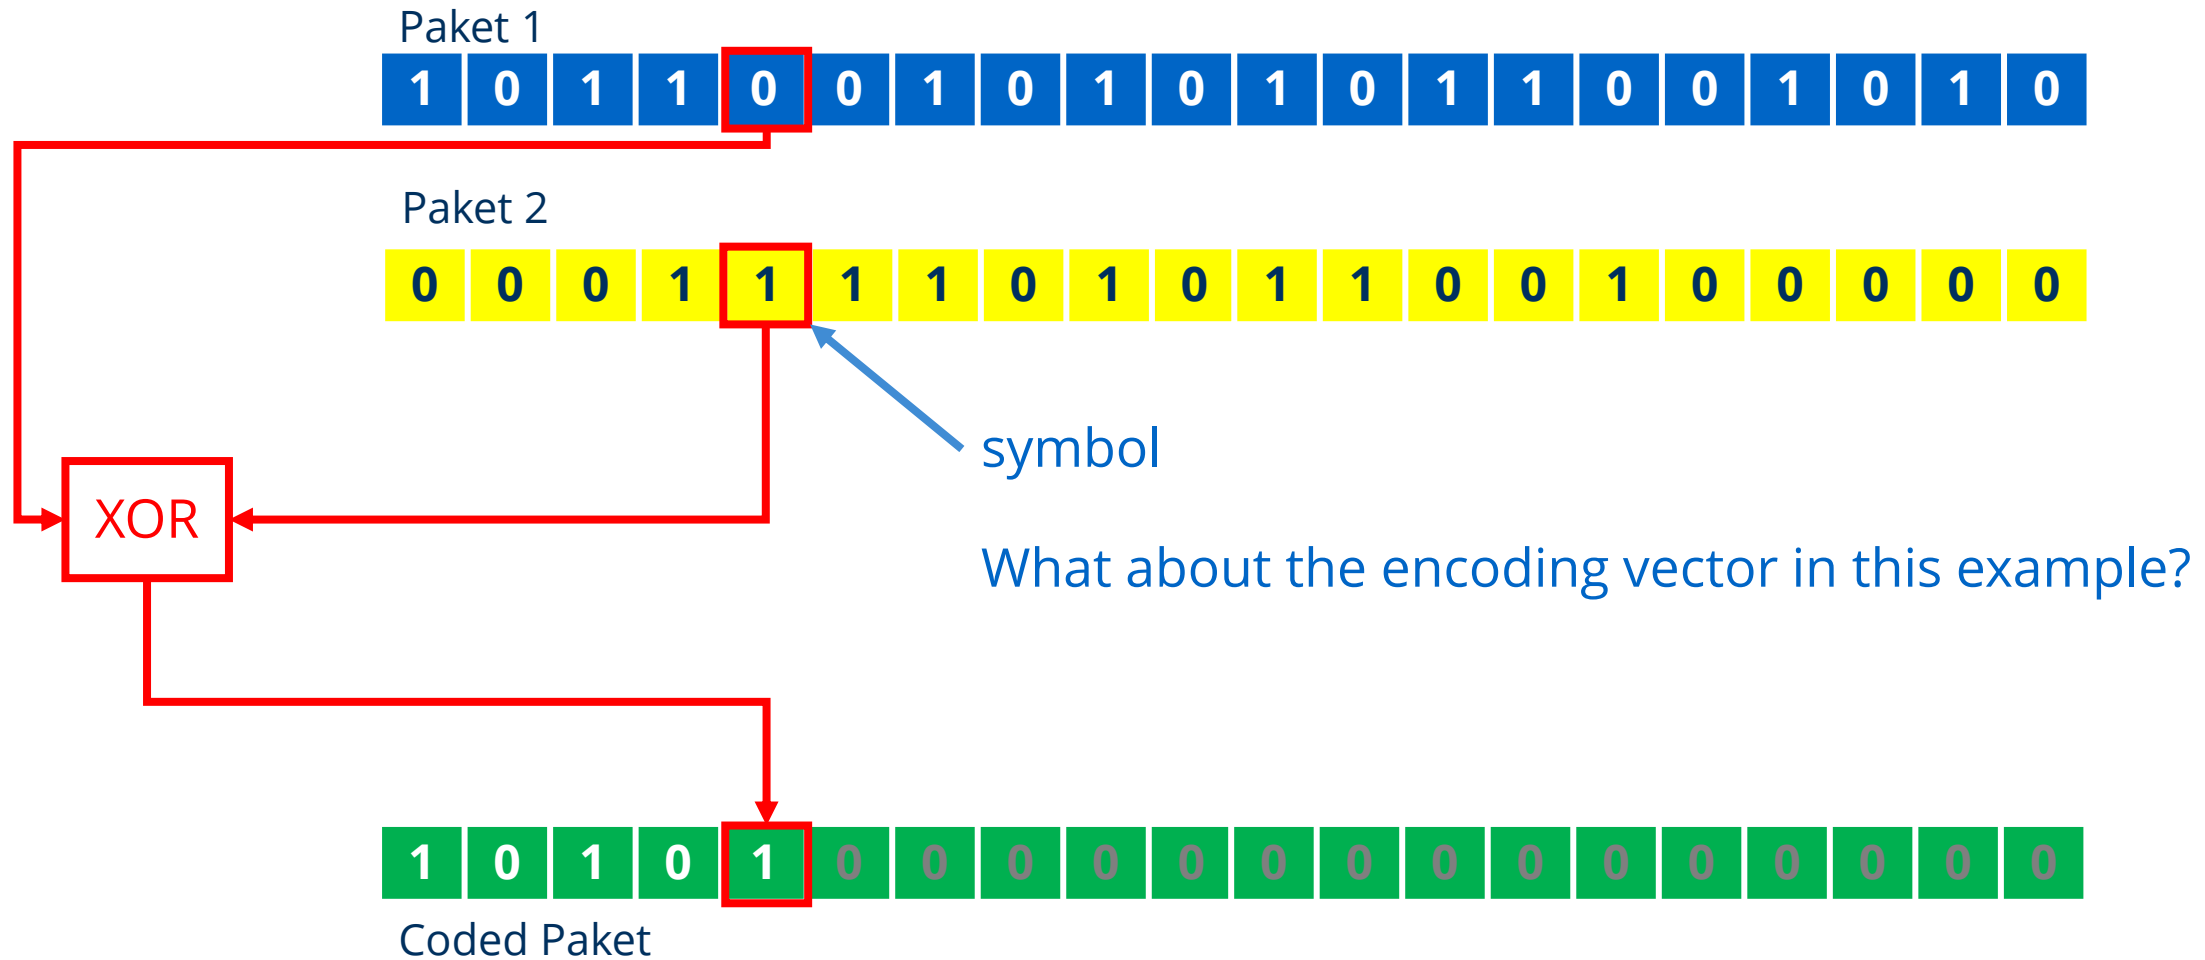 Paket 1
1 0 1 1 0 0 1 0 1 0 1 0 1 1 0 0 1 0 1 0
Paket 2
0 0 0 1 1 1 1 0 1 0 1 1 0 0 1 0 0 0 0 0
symbol
XOR
What about the encoding vector in this example?
1 0 1 0 1 0 0 0 0 0 0 0 0 0 0 0 0 0 0 0
Coded Paket